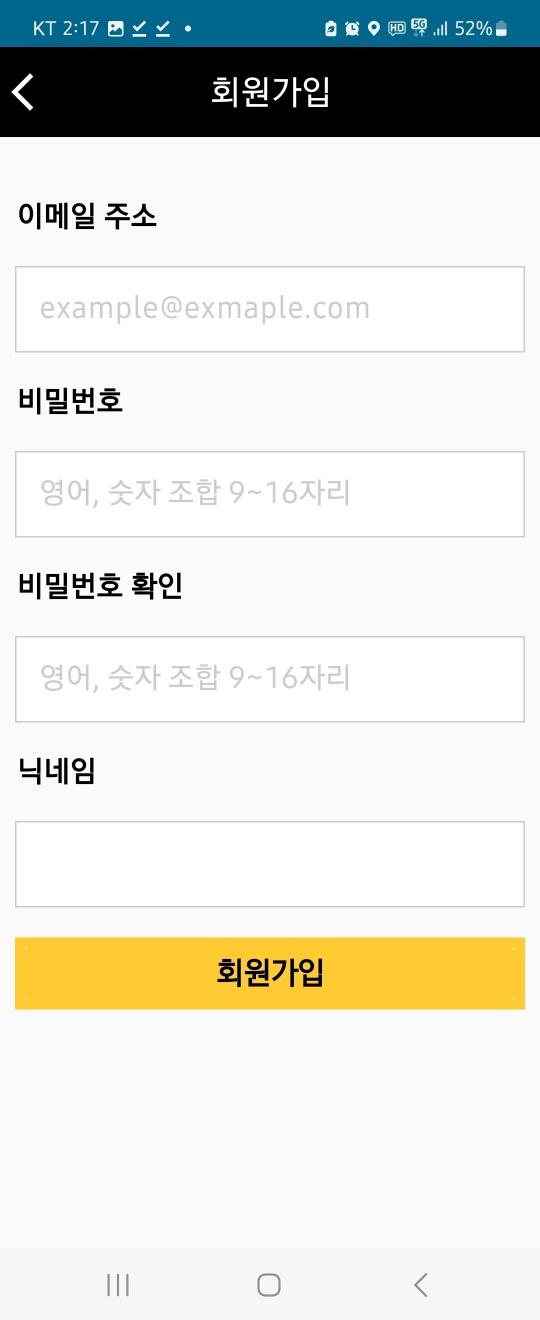 KT 2:17 HD 5G 52%
회원가입
이메일 주소
example@exmaple.com
비밀번호
영어, 숫자 조합 9~16자리
비밀번호 확인
영어, 숫자 조합 9~16자리
닉네임
회원가입